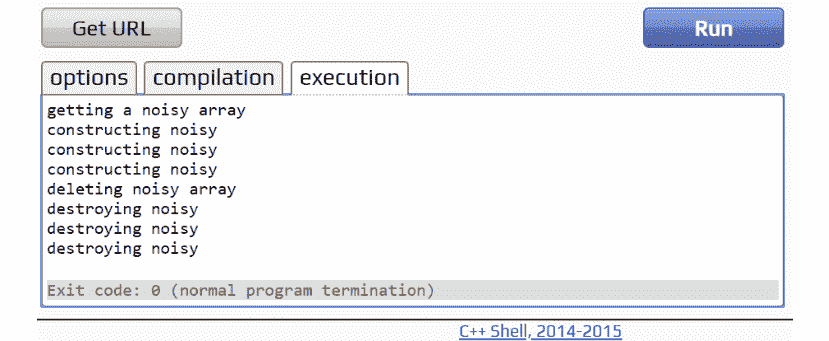 Get URL
Run
options
compilation
execution
getting a noisy array
constructing noisy
constructing noisy
constructing noisy
deleting noisy array
destroying noisy
destroying noisy
destroying noisy
Exit code: 0 (normal program termination)
C++ Shell, 2014-2015